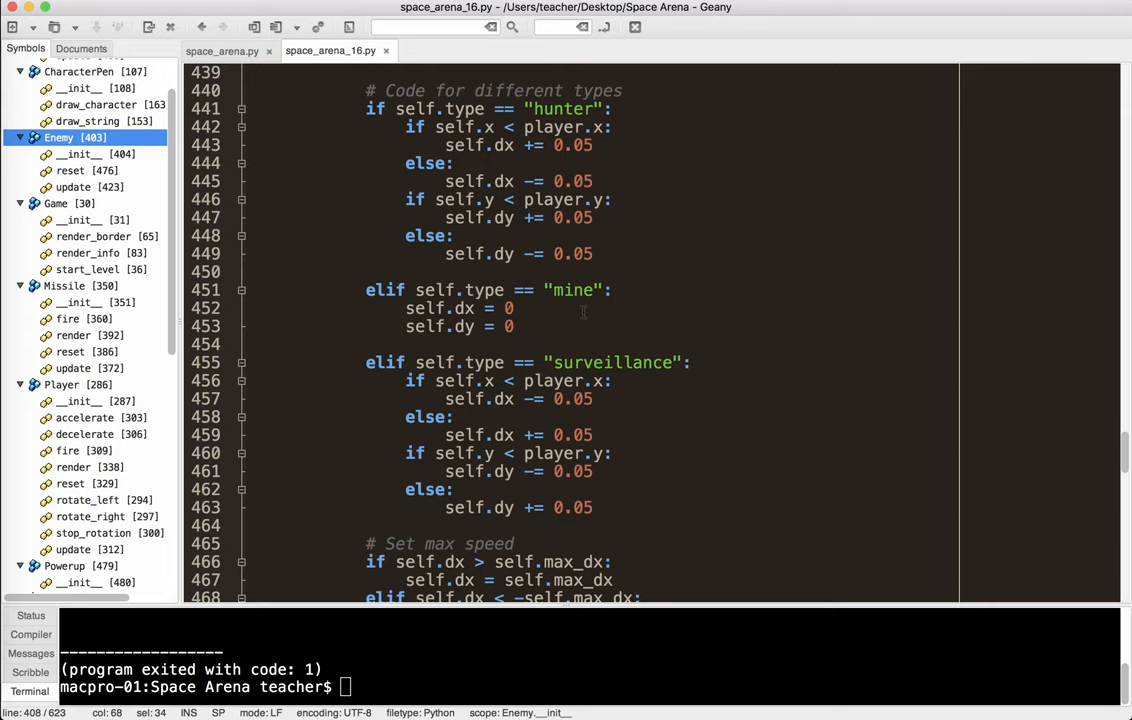 space_arena_16.py - /Users/teacher/Desktop/Space Arena - Geany
Symbols
Documents
space_arena.py
space_arena_16.py
CharacterPen [107]
__init__ [108]
draw_character [163
draw_string [153]
Enemy [403]
__init__ [404]
reset [476]
update [423]
Game [30]
__init__ [31]
render_border [65]
render_info [83]
start_level [36]
Missile [350]
__init__ [351]
fire [360]
render [392]
reset [386]
update [372]
Player [286]
__init__ [287]
accelerate [303]
decelerate [306]
fire [309]
render [338]
reset [329]
rotate_left [294]
rotate_right [297]
stop_rotation [300]
update [312]
Powerup [479]
__init__ [480]
439
440 # Code for different types
441 if self.type == "hunter":
442 if self.x < player.x:
443 self.dx += 0.05
444 else:
445 self.dx -= 0.05
446 if self.y < player.y:
447 self.dy += 0.05
448 else:
449 self.dy -= 0.05
450
451 elif self.type == "mine":
452 self.dx = 0
453 self.dy = 0
454
455 elif self.type == "surveillance":
456 if self.x < player.x:
457 self.dx -= 0.05
458 else:
459 self.dx += 0.05
460 if self.y < player.y:
461 self.dy -= 0.05
462 else:
463 self.dy += 0.05
464
465 # Set max speed
466 if self.dx > self.max_dx:
467 self.dx = self.max_dx
468 elif self.dx < -self.max_dx:
Status
Compiler
Messages
Scribble
Terminal
------------------
(program exited with code: 1)
macpro-01:Space Arena teacher$
line: 408 / 623 col: 68 sel: 34 INS SP mode: LF encoding: UTF-8 filetype: Python scope: Enemy.__init__